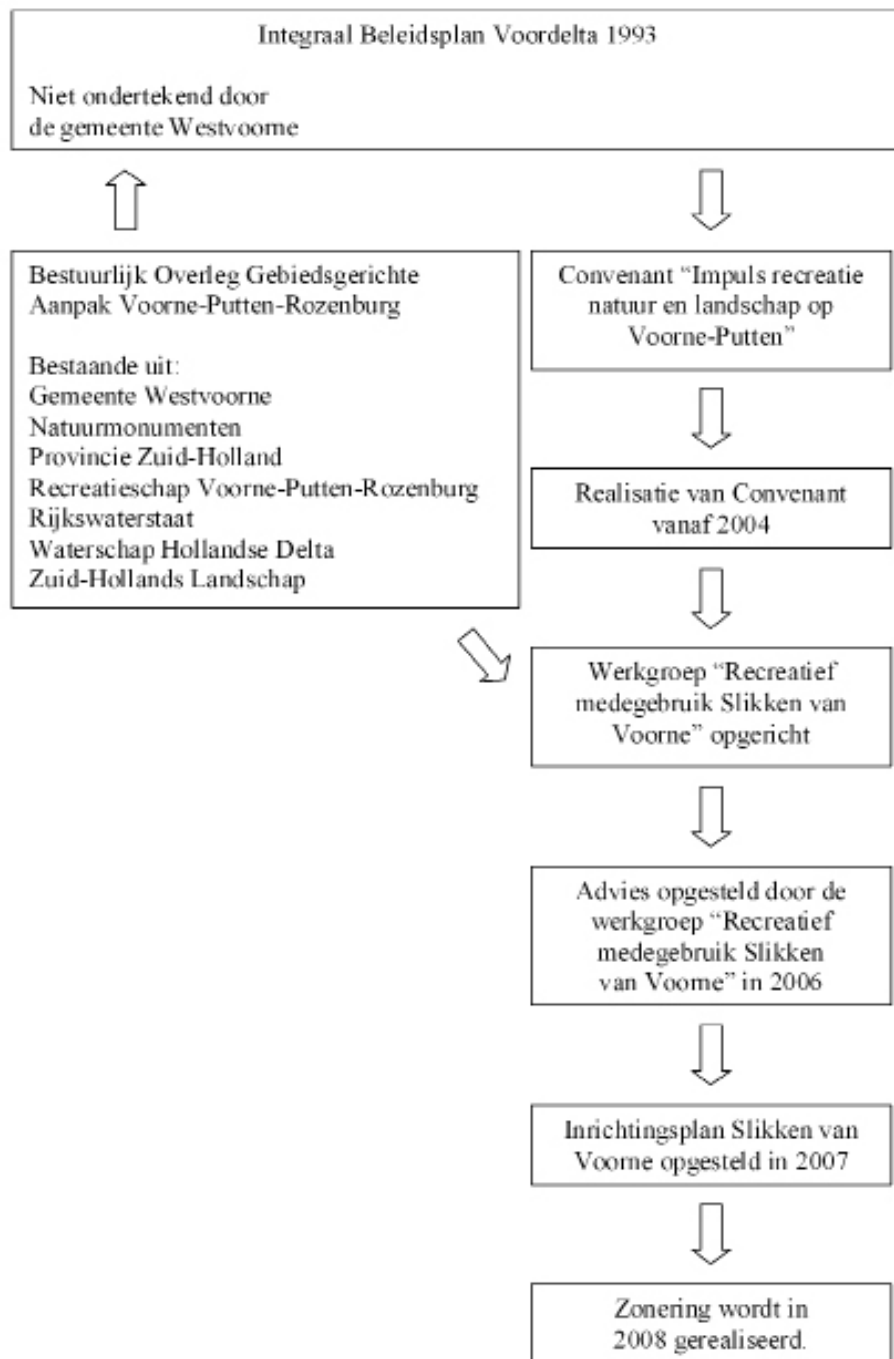 Integraal Beleidsplan Voordelta 1993
Niet ondertekend door
de gemeente Westvoorne
Bestuurlijk Overleg Gebiedsgerichte
Aanpak Voorne-Putten-Rozenburg
Bestaande uit:
Gemeente Westvoorne
Natuurmonumenten
Provincie Zuid-Holland
Recreatieschap Voorne-Putten-Rozenburg
Rijkswaterstaat
Waterschap Hollandse Delta
Zuid-Hollands Landschap
Convenant “Impuls recreatie
natuur en landschap op
Voorne-Putten”
Realisatie van Convenant
vanaf 2004
Werkgroep “Recreatief
medegebruik Slikken van
Voorne” opgericht
Advies opgesteld door de
werkgroep “Recreatief
medegebruik Slikken
van Voorne” in 2006
Inrichtingsplan Slikken van
Voorne opgesteld in 2007
Zonering wordt in
2008 gerealiseerd.